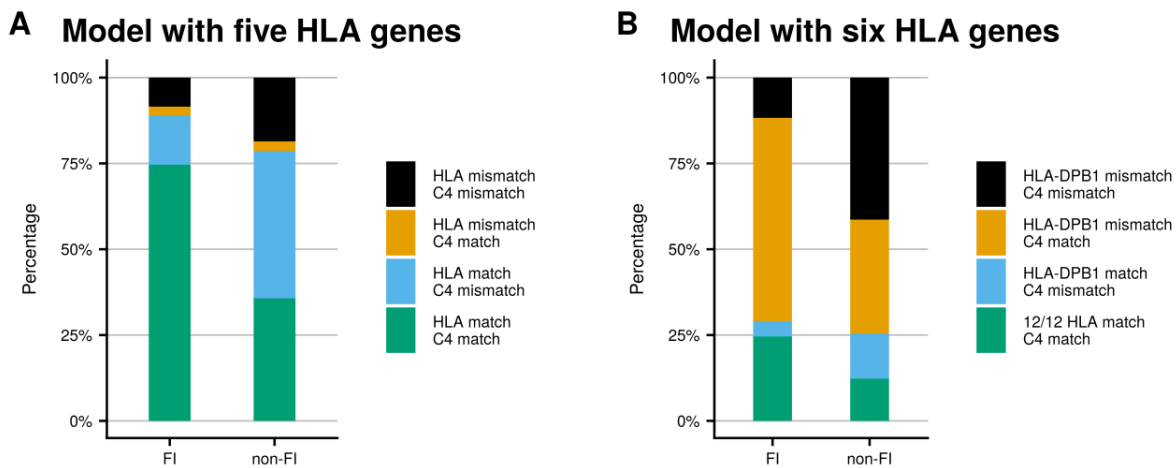 A Model with five HLA genes
100%
75%
50%
25%
0%
Percentage
FI
non-FI
HLA mismatch
C4 mismatch
HLA mismatch
C4 match
HLA match
C4 mismatch
HLA match
C4 match
B Model with six HLA genes
100%
75%
50%
25%
0%
Percentage
FI
non-FI
HLA-DPB1 mismatch
C4 mismatch
HLA-DPB1 mismatch
C4 match
HLA-DPB1 match
C4 mismatch
12/12 HLA match
C4 match